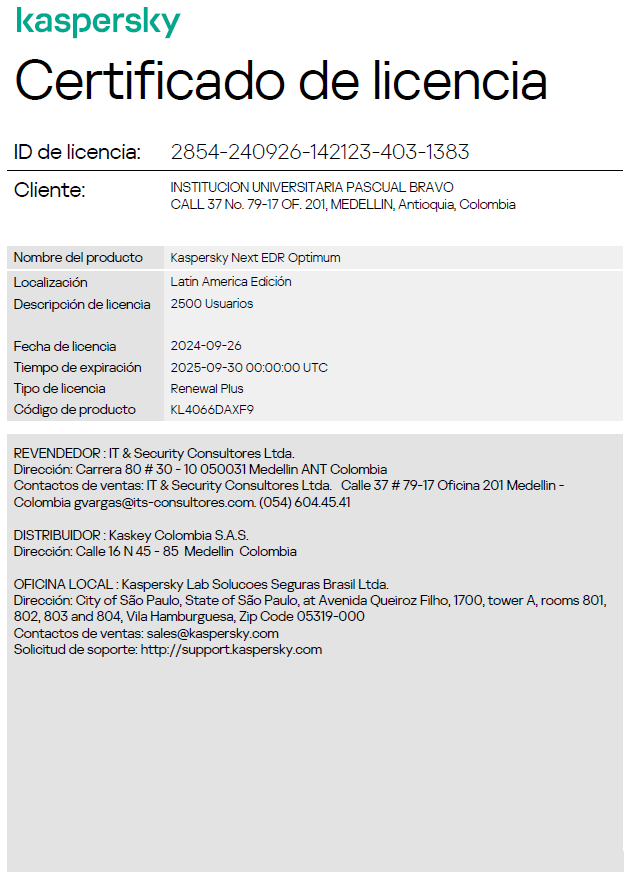 kaspersky
Certificado de licencia
ID de licencia: 2854-240926-142123-403-1383
Cliente: INSTITUCION UNIVERSITARIA PASCUAL BRAVO
CALL 37 No. 79-17 OF. 201, MEDELLIN, Antioquia, Colombia
Nombre del producto Kaspersky Next EDR Optimum
Localización Latin America Edición
Descripción de licencia 2500 Usuarios
Fecha de licencia 2024-09-26
Tiempo de expiración 2025-09-30 00:00:00 UTC
Tipo de licencia Renewal Plus
Código de producto KL4066DAXF9
REVENDEDOR : IT & Security Consultores Ltda.
Dirección: Carrera 80 # 30 - 10 050031 Medellin ANT Colombia
Contactos de ventas: IT & Security Consultores Ltda. Calle 37 # 79-17 Oficina 201 Medellin -
Colombia gvargas@its-consultores.com. (054) 604.45.41
DISTRIBUIDOR : Kaskey Colombia S.A.S.
Dirección: Calle 16 N 45 - 85 Medellin Colombia
OFICINA LOCAL : Kaspersky Lab Solucoes Seguras Brasil Ltda.
Dirección: City of São Paulo, State of São Paulo, at Avenida Queiroz Filho, 1700, tower A, rooms 801,
802, 803 and 804, Vila Hamburguesa, Zip Code 05319-000
Contactos de ventas: sales@kaspersky.com
Solicitud de soporte: http://support.kaspersky.com